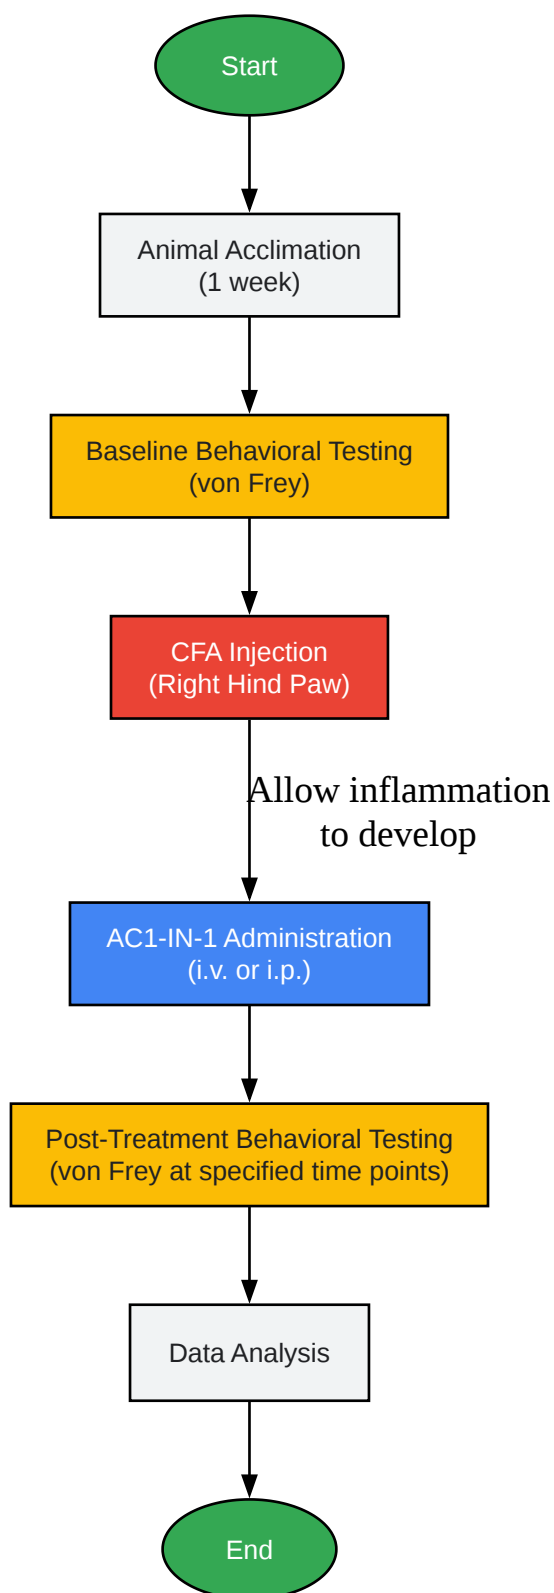 Start
Animal Acclimation
(1 week)
Baseline Behavioral Testing
(von Frey)
CFA Injection
(Right Hind Paw)
Allow inflammation
to develop
AC1-IN-1 Administration
(i.v. or i.p.)
Post-Treatment Behavioral Testing
(von Frey at specified time points)
Data Analysis
End